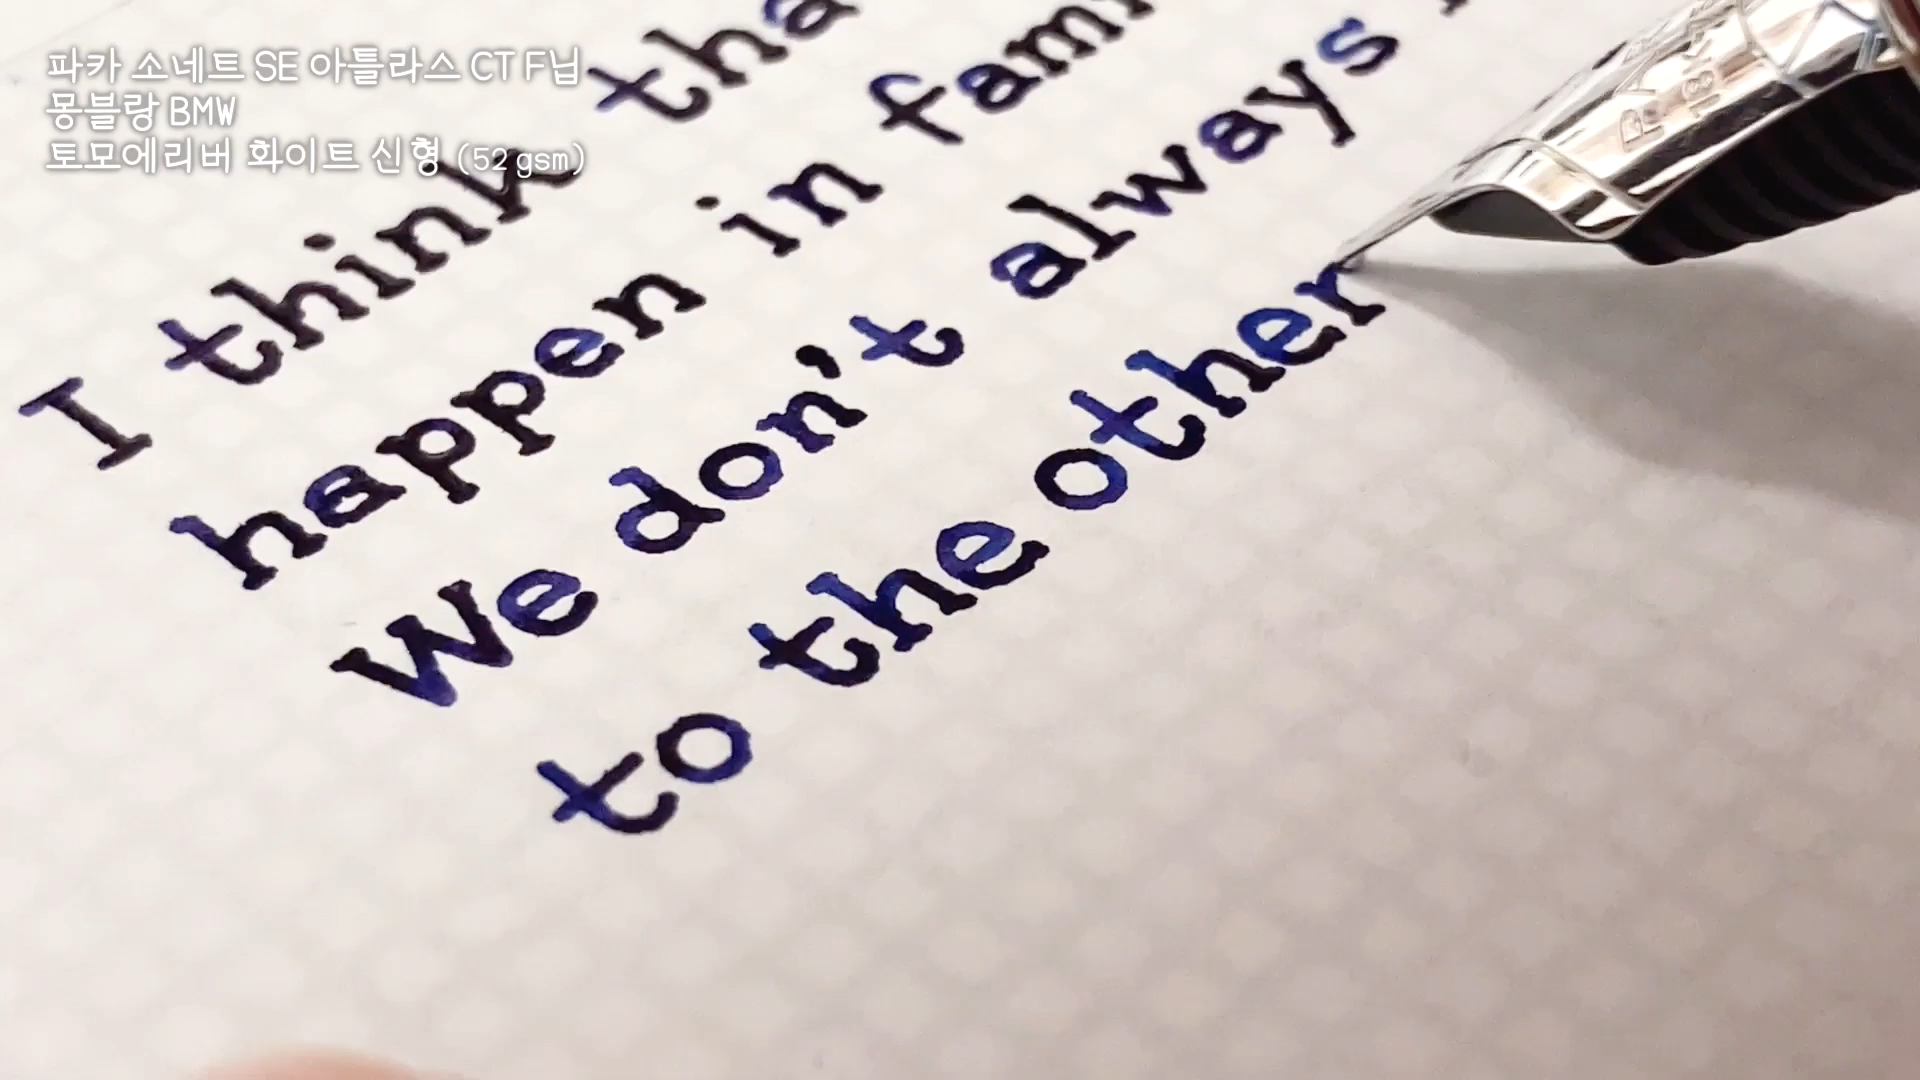 파카 소네트 SE 아틀라스 CT F닙
몽블랑 BMW
토모에리버 화이트 신형 (52gsm)
I think tha
happen in fami
We don't always
to the other